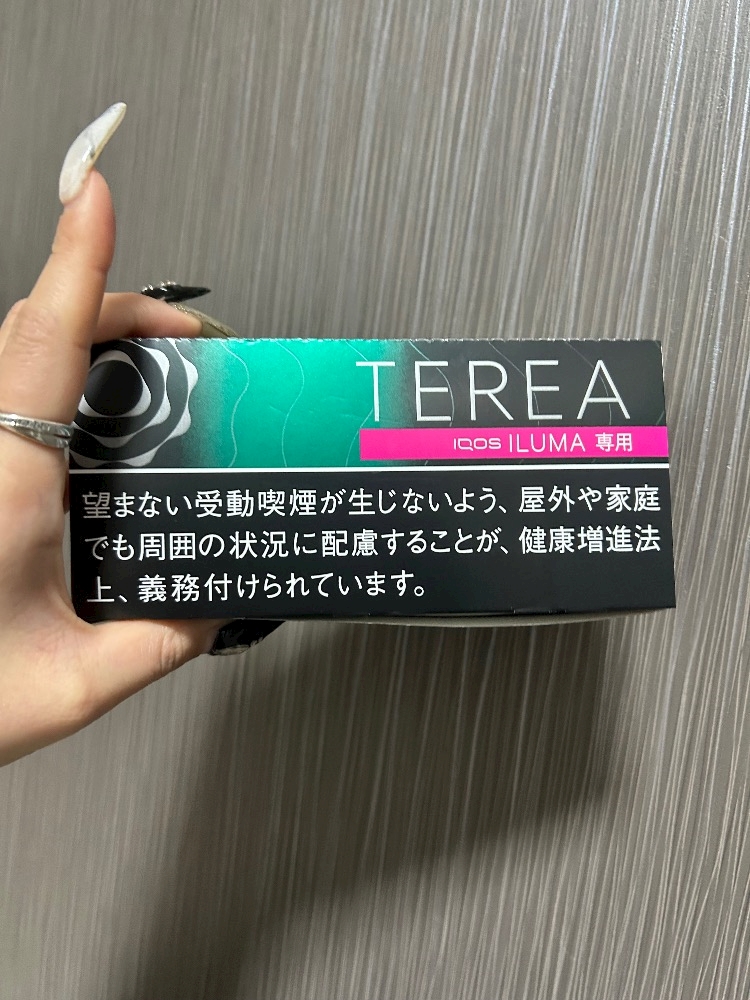 TEREA
IQOS ILUMA 専用
望まない受動喫煙が生じないよう、屋外や家庭
でも周囲の状況に配慮することが、健康増進法
上、義務付けられています。